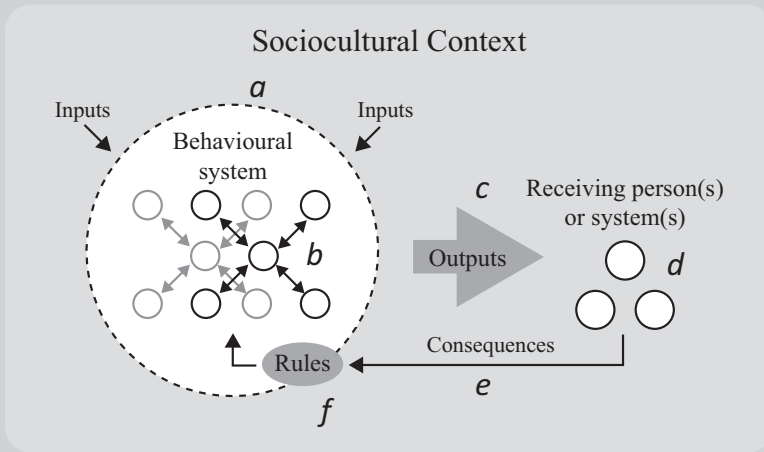 Sociocultural Context
a
Inputs
Inputs
Behavioural
system
b
c
Outputs
Receiving person(s)
or system(s)
d
Consequences
e
Rules
f